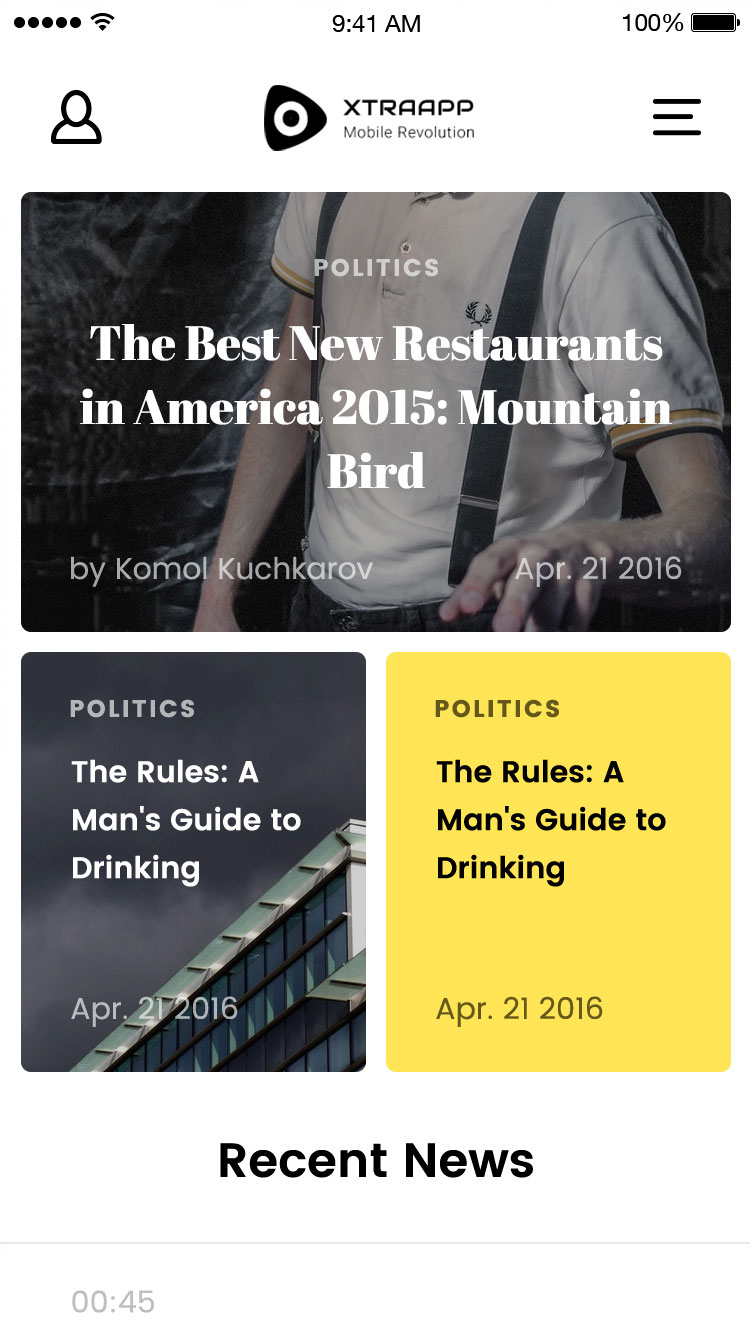 9:41 AM
100%
XTRAAPP
Mobile Revolution
POLITICS
The Best New Restaurants
in America 2015: Mountain
Bird
by Komol Kuchkarov
Apr. 21 2016
POLITICS
The Rules: A
Man's Guide to
Drinking
Apr. 21 2016
POLITICS
The Rules: A
Man's Guide to
Drinking
Apr. 21 2016
Recent News
00:45